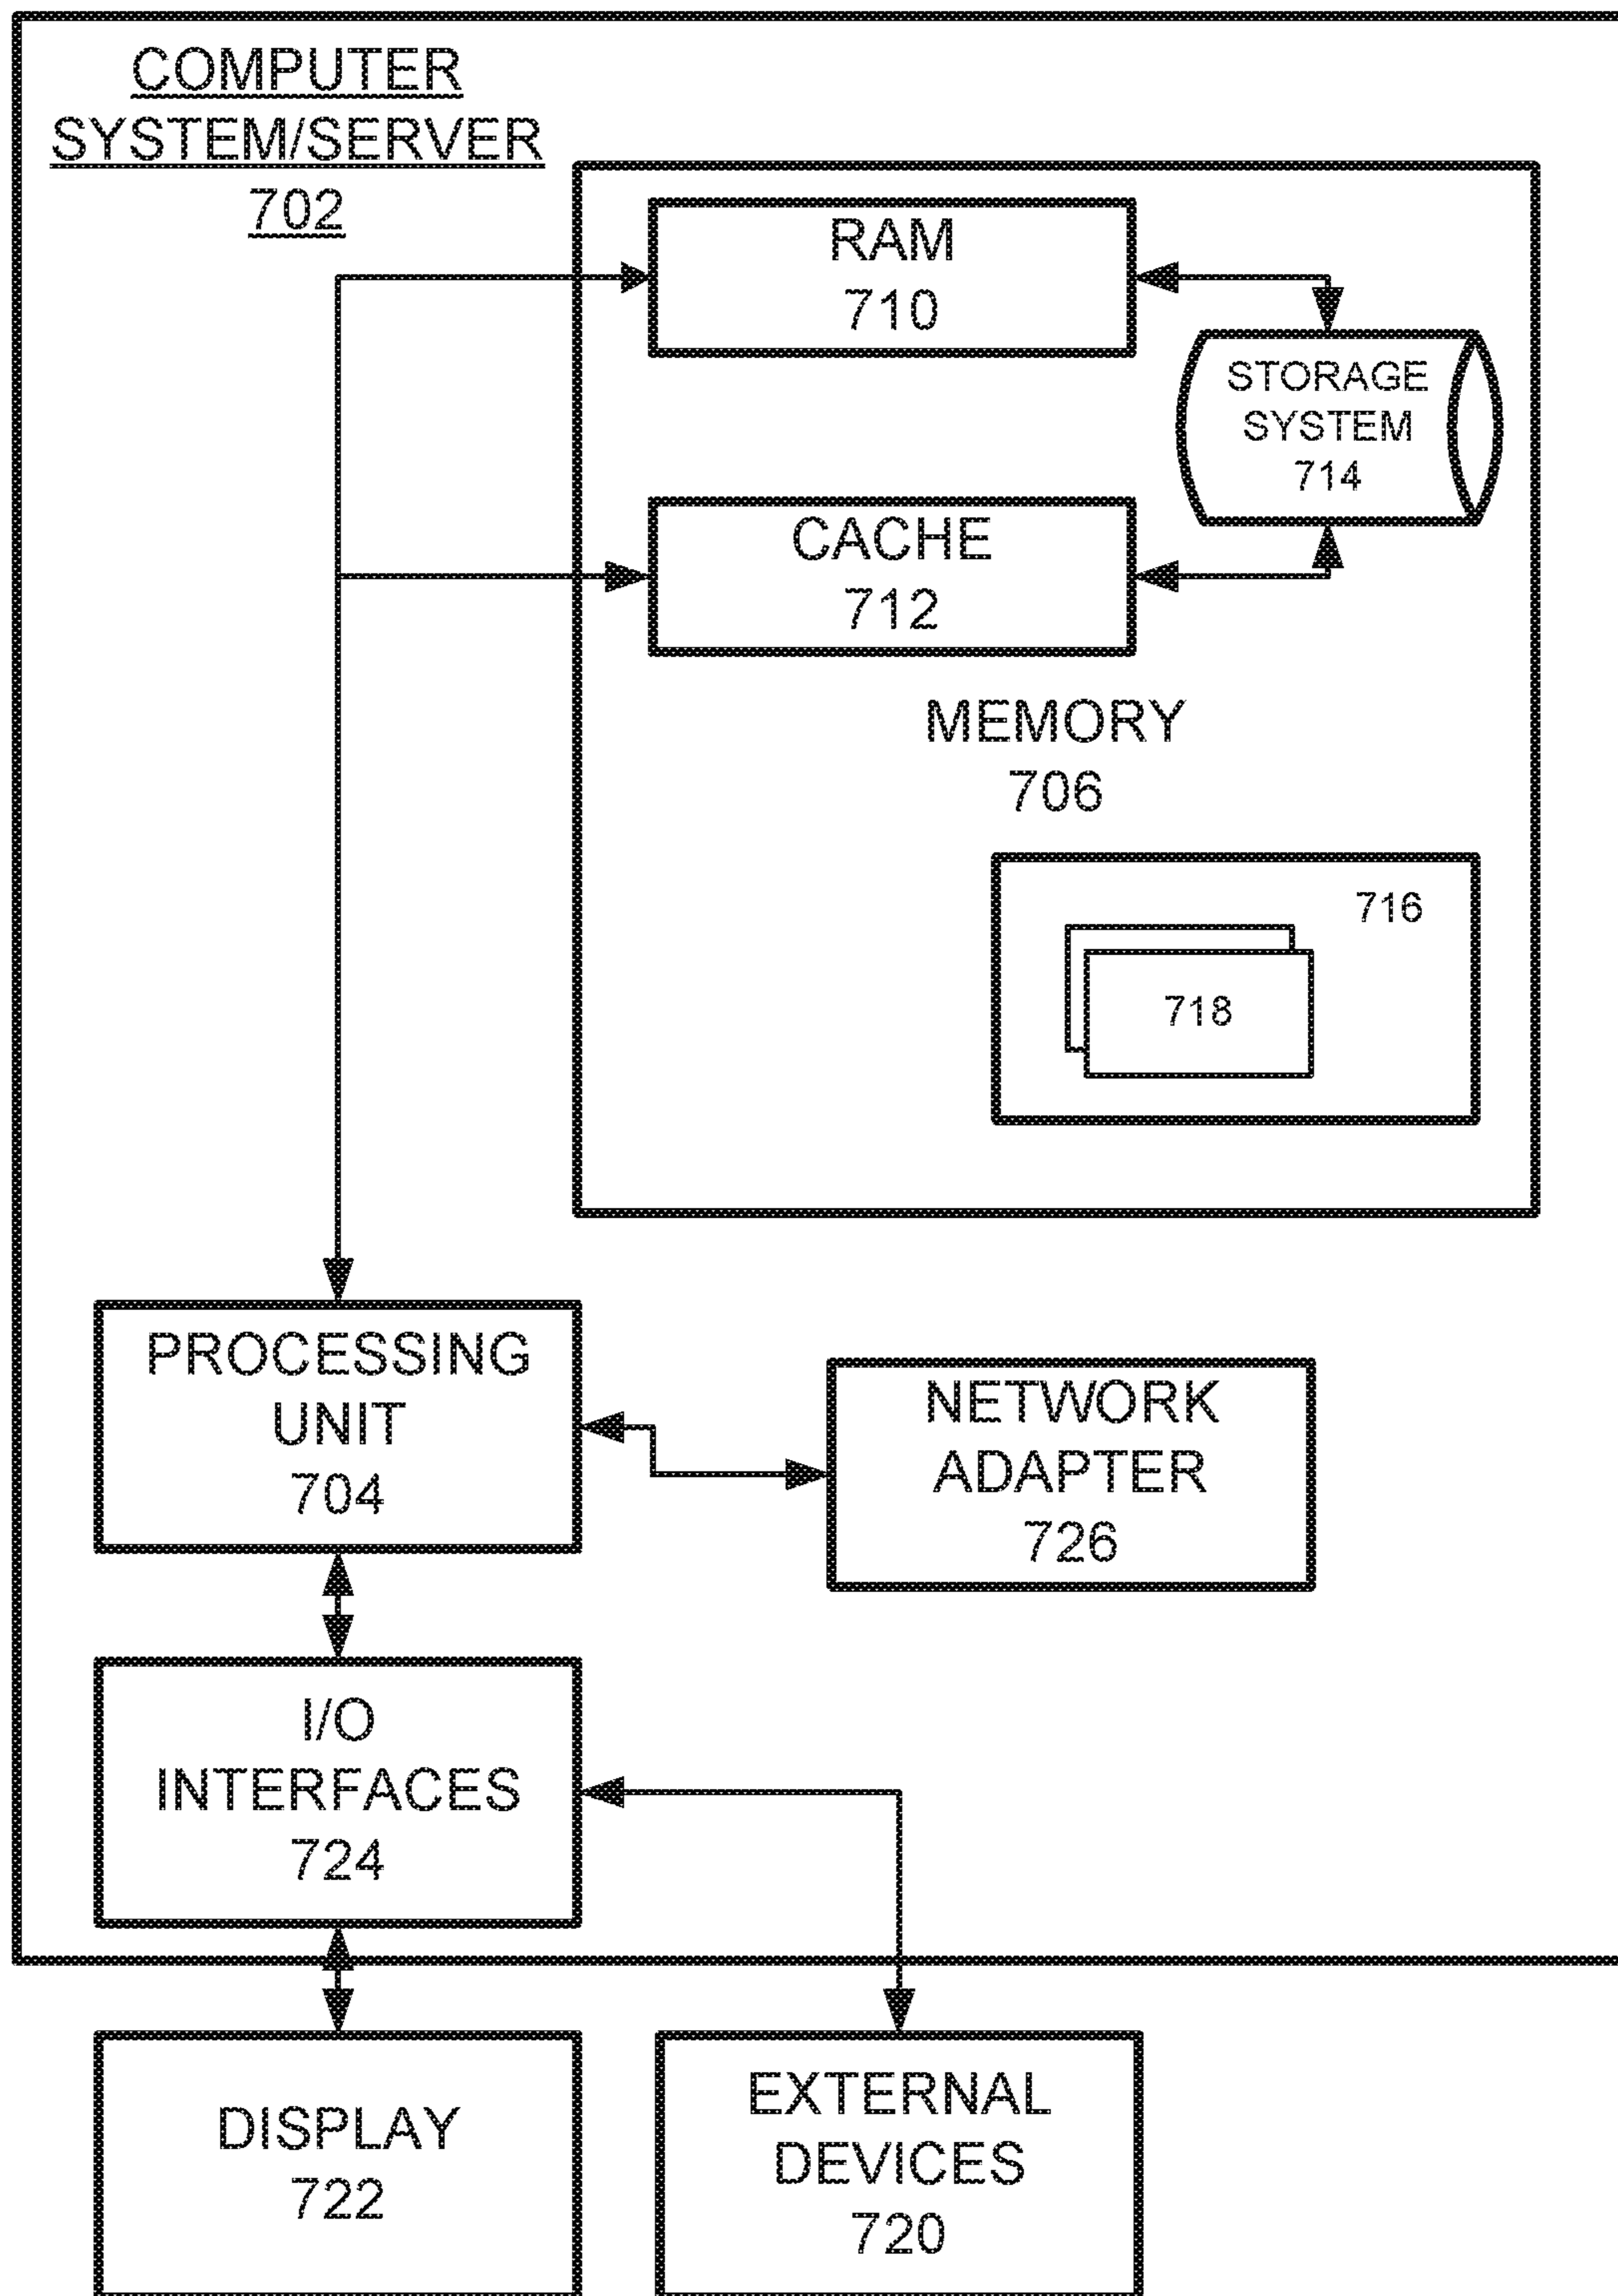 COMPUTER
SYSTEM/SERVER
702
RAM
710
STORAGE
SYSTEM
714
CACHE
712
MEMORY
706
716
718
PROCESSING
UNIT
704
NETWORK
ADAPTER
726
I/O
INTERFACES
724
DISPLAY
722
EXTERNAL
DEVICES
720